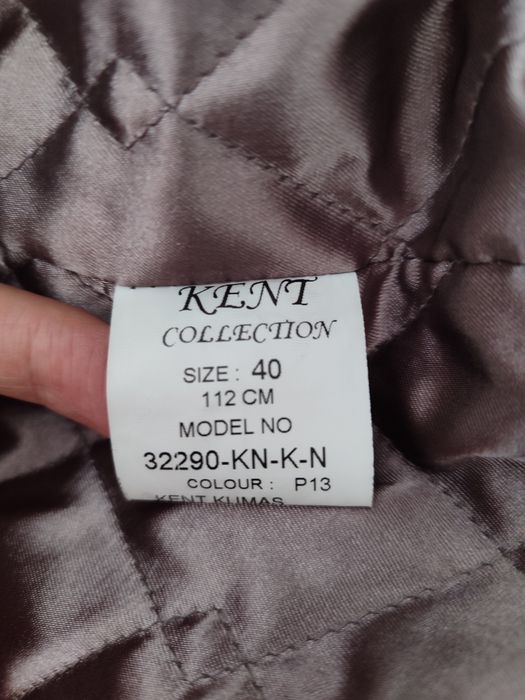 KENT
COLLECTION
SIZE : 40
112 CM
MODEL NO
32290-KN-K-N
COLOUR : P13
KENT KUMAS